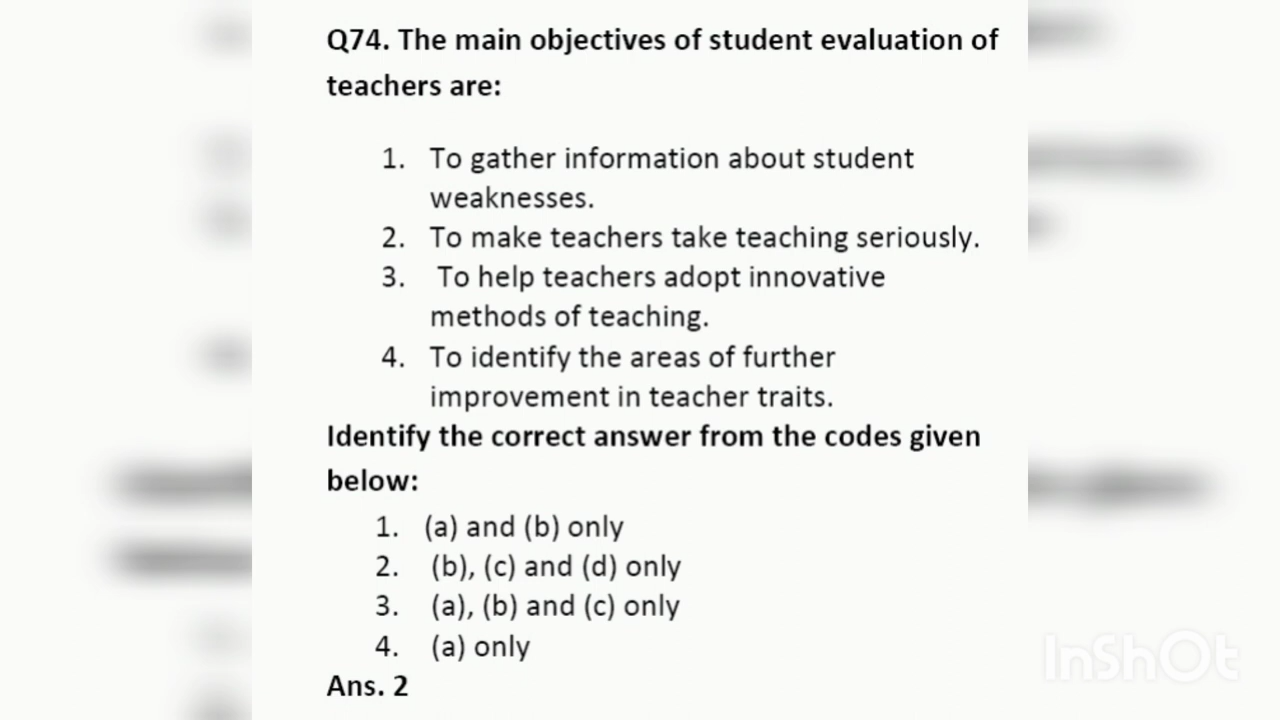 Q74. The main objectives of student evaluation of
teachers are:
1. To gather information about student
weaknesses.
2. To make teachers take teaching seriously.
3. To help teachers adopt innovative
methods of teaching.
4. To identify the areas of further
improvement in teacher traits.
Identify the correct answer from the codes given
below:
1. (a) and (b) only
2. (b), (c) and (d) only
3. (a), (b) and (c) only
4. (a) only
Ans. 2
InShOt